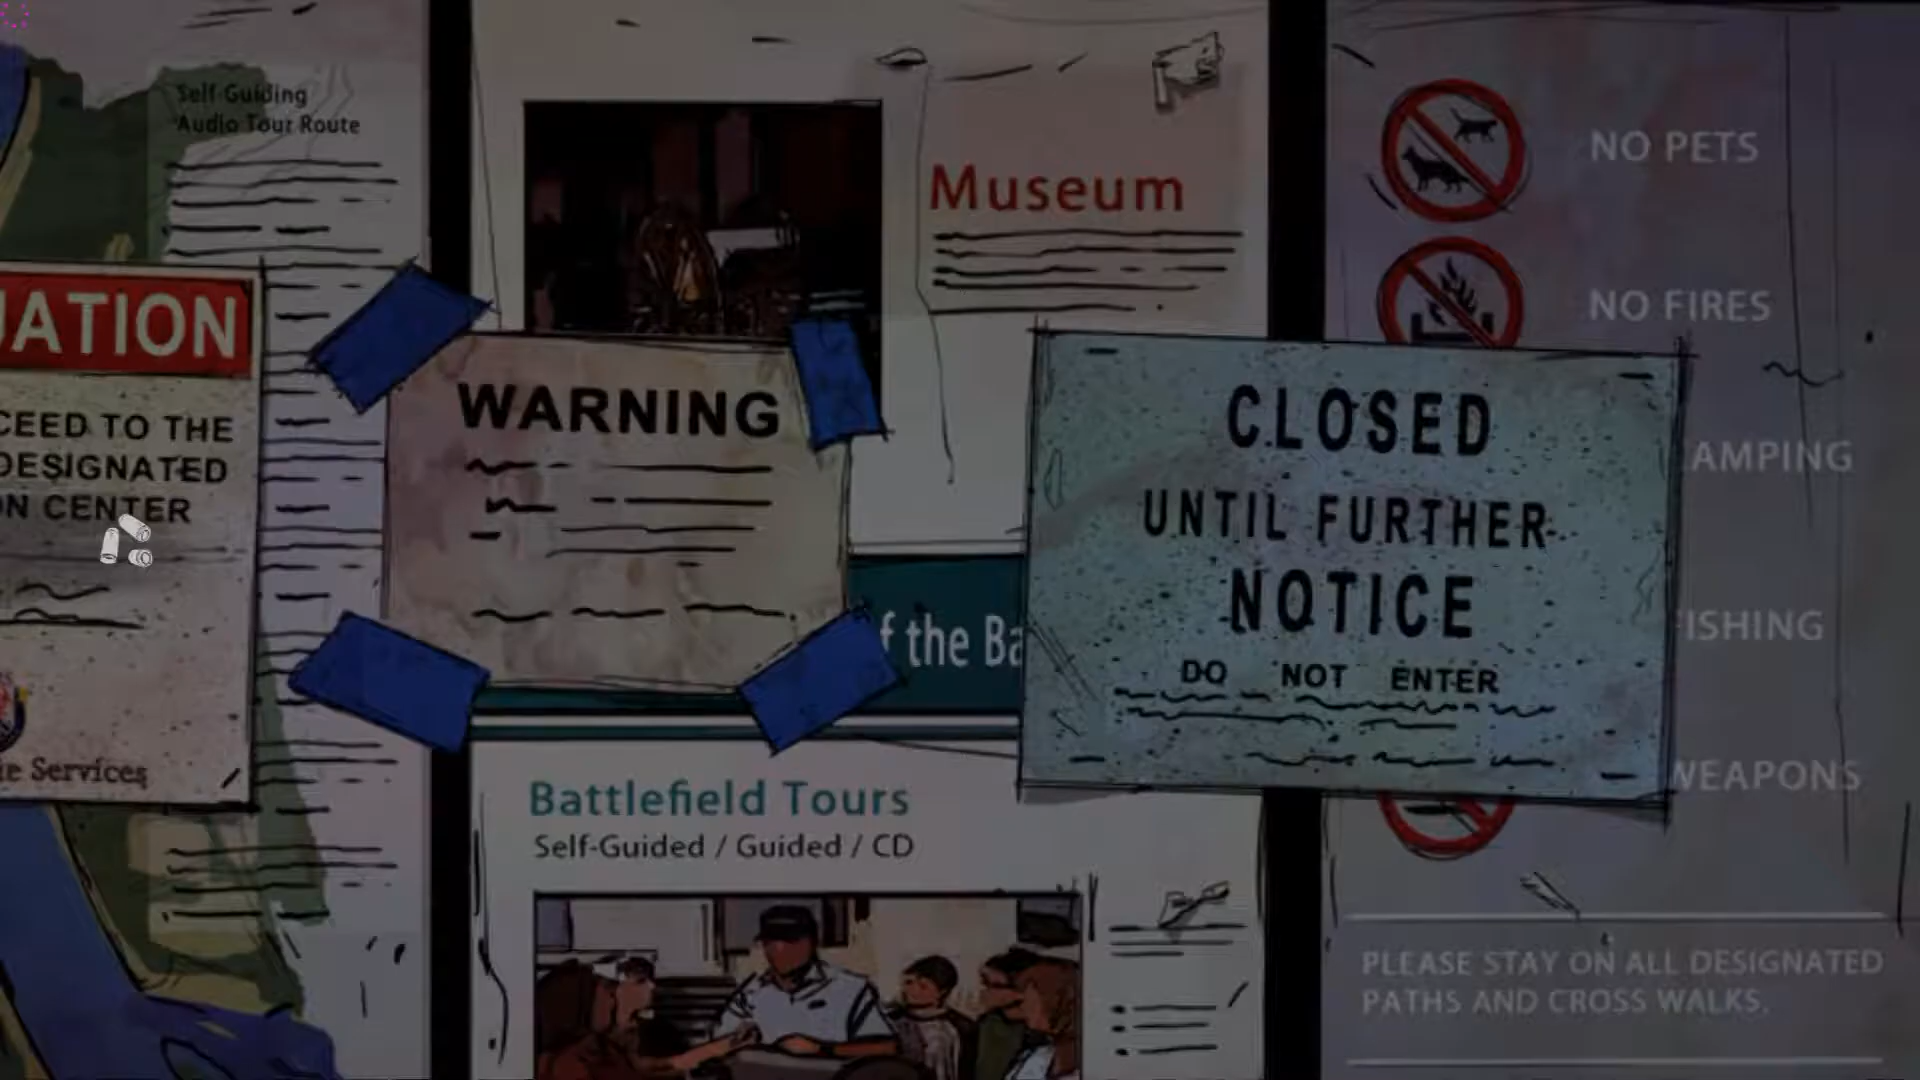 Self-Guiding
Audio Tour Route
UATION
CEED TO THE
DESIGNATED
ON CENTER
ie Services
WARNING
Museum
f the Ba
Battlefield Tours
Self-Guided / Guided / CD
CLOSED
UNTIL FURTHER
NOTICE
DO NOT ENTER
NO PETS
NO FIRES
AMPING
FISHING
WEAPONS
PLEASE STAY ON ALL DESIGNATED
PATHS AND CROSS WALKS.